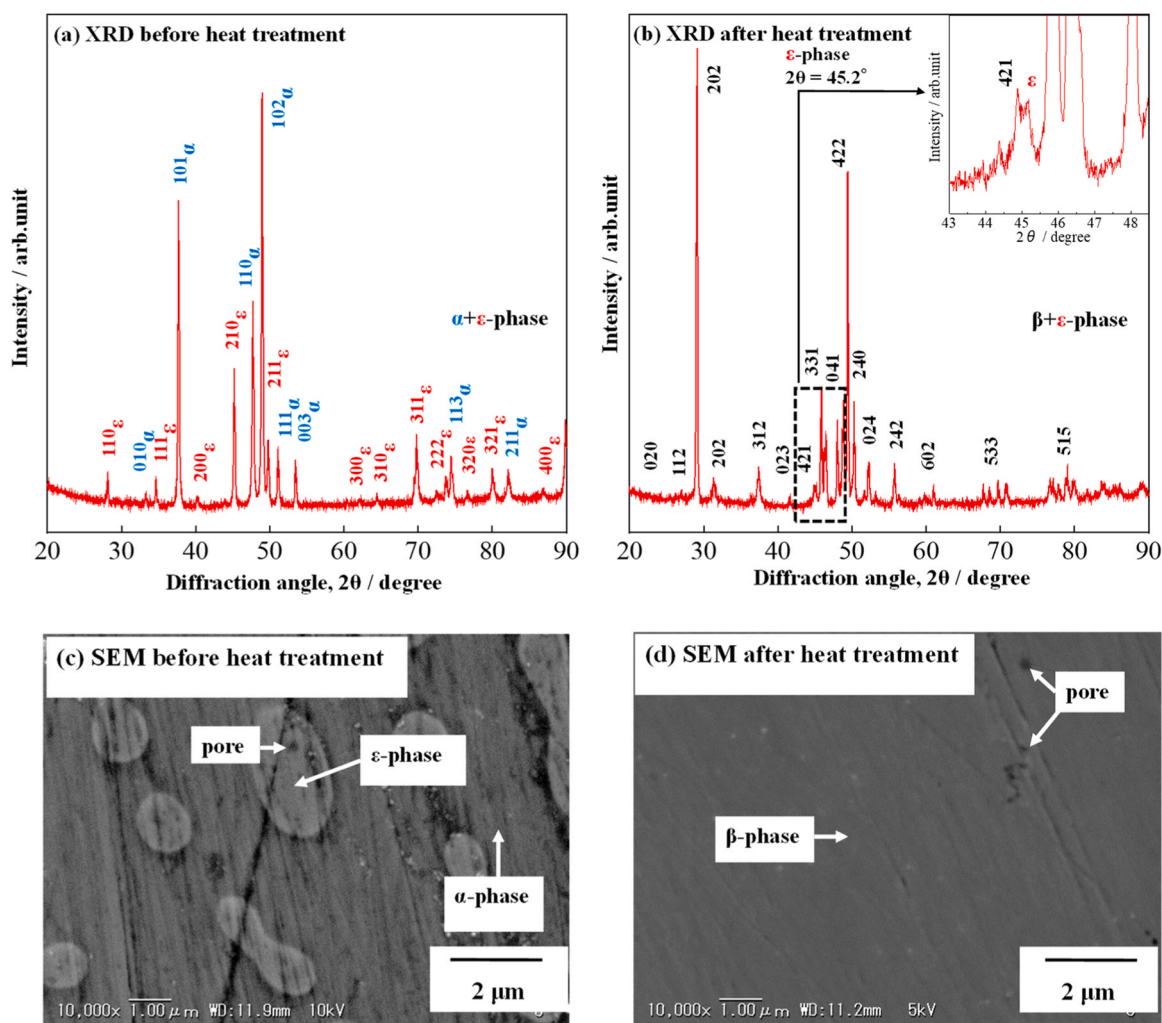 (a) XRD before heat treatment
Intensity / arb.unit
110ε
010α
111ε
101α
200ε
210ε
110α
102α
211ε
111α
003α
300ε
310ε
311ε
222ε
113α
320ε
321ε
211α
400ε
α+ε-phase
20 30 40 50 60 70 80 90
Diffraction angle, 2θ / degree
(b) XRD after heat treatment
Intensity / arb.unit
ε-phase
2θ = 45.2°
020
112
202
202
312
023
421
331
041
422
240
024
242
602
533
515
β+ε-phase
20 30 40 50 60 70 80 90
Diffraction angle, 2θ / degree
Intensity / arb.unit
421
ε
43 44 45 46 47 48
2θ / degree
(c) SEM before heat treatment
pore
ε-phase
α-phase
2 μm
10,000x 1.00μm WD:11.9mm 10kV
(d) SEM after heat treatment
pore
β-phase
2 μm
10,000x 1.00μm WD:11.2mm 5kV